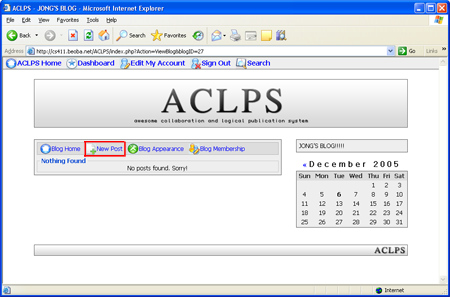 ACLPS - JONG'S BLOG - Microsoft Internet Explorer
File Edit View Favorites Tools Help
Back Search Favorites
Address http://cs411.beoba.net/ACLPS/index.php?Action=ViewBlog&blogID=27 Go Links »
ACLPS Home Dashboard Edit My Account Sign Out Search
ACLPS
awesome collaboration and logical publication system
Blog Home New Post Blog Appearance Blog Membership
Nothing Found
No posts found. Sorry!
JONG'S BLOG!!!!!
« December 2005
Sun Mon Tue Wed Thu Fri Sat
1 2 3
4 5 6 7 8 9 10
11 12 13 14 15 16 17
18 19 20 21 22 23 24
25 26 27 28 29 30 31
ACLPS
Internet